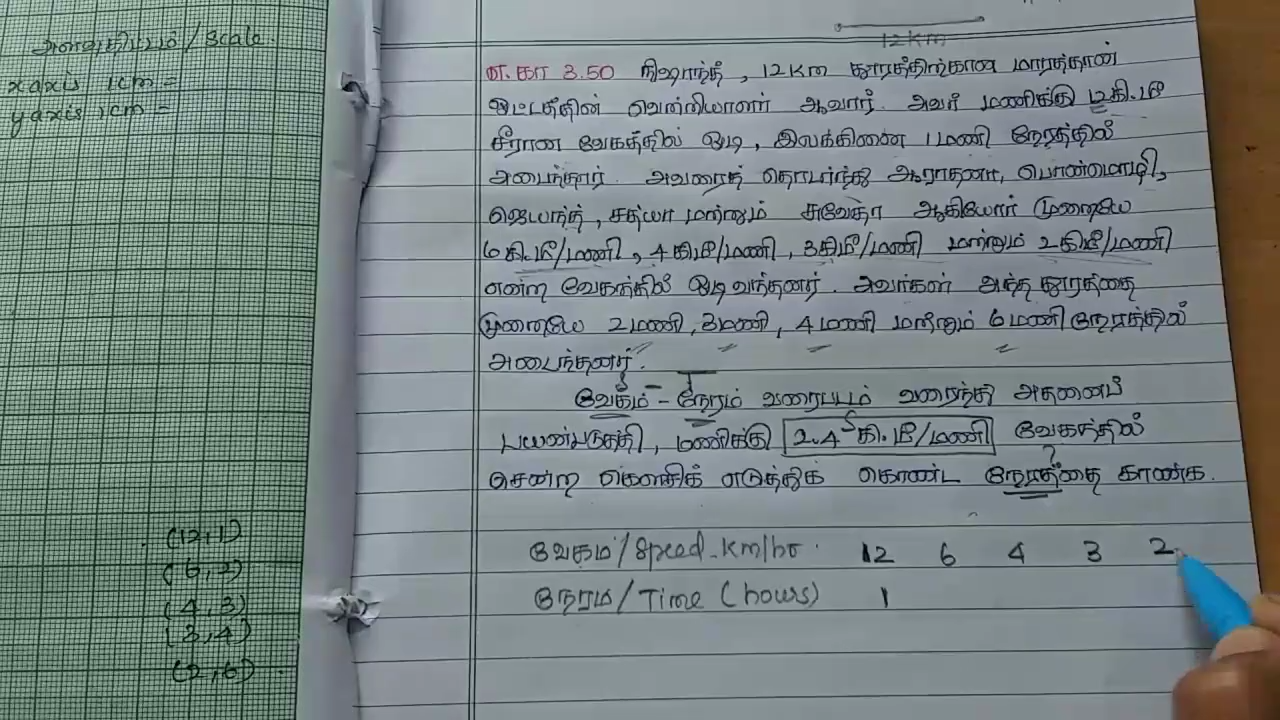 அளவுத்திட்டம் / Scale.
xaxis 1cm =
yaxis 1cm =
(12,1)
(6,2)
(4,3)
(3,4)
(2,6)
12km
எ.கா 3.50 நிஷாந்த், 12km தூரத்திற்கான மாரத்தான்
ஓட்டத்தின் வெற்றியாளர் ஆவார். அவர் மணிக்கு 12கி.மீ
சீரான வேகத்தில் ஓடி, இலக்கினை 1மணி நேரத்தில்
அடைந்தார். அவரைத் தொடர்ந்து ஆராதனா, பொன்மொழி,
ஜெயந்த், சத்யா மற்றும் சுவேதா ஆகியோர் முறையே
6கி.மீ/மணி, 4கி.மீ/மணி, 3கி.மீ/மணி மற்றும் 2கி.மீ/மணி
என்ற வேகத்தில் ஓடி வந்தனர். அவர்கள் அந்த தூரத்தை
முறையே 2மணி, 3மணி, 4மணி மற்றும் 6மணி நேரத்தில்
அடைந்தனர்.
S T
வேகம் - நேரம் வரைபடம் வரைந்து அதனைப்
பயன்படுத்தி, மணிக்கு 2.4 கி.மீ/மணி வேகத்தில்
S ?
சென்ற கௌசிக் எடுத்துக் கொண்ட நேரத்தை காண்க.
வேகம்/Speed-km/hr. 12 6 4 3 2
நேரம்/Time (hours) 1